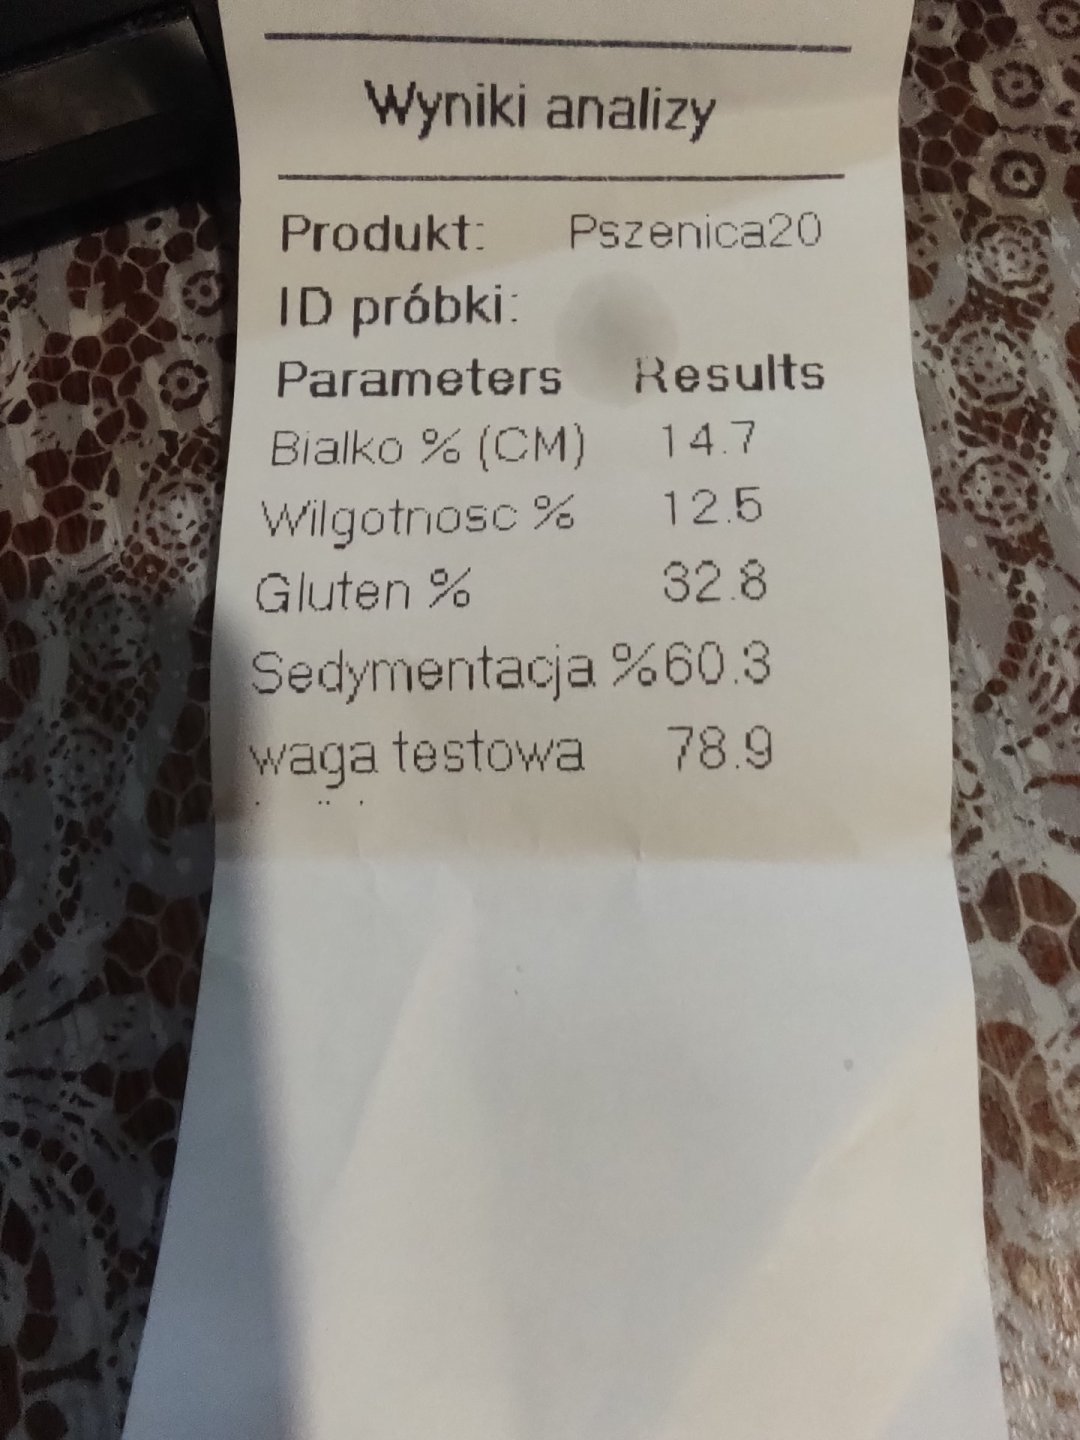 Wyniki analizy
Produkt: Pszenica20
ID próbki:
Parameters Results
Bialko % (CM) 14.7
Wilgotnosc % 12.5
Gluten % 32.8
Sedymentacja %60.3
waga testowa 78.9